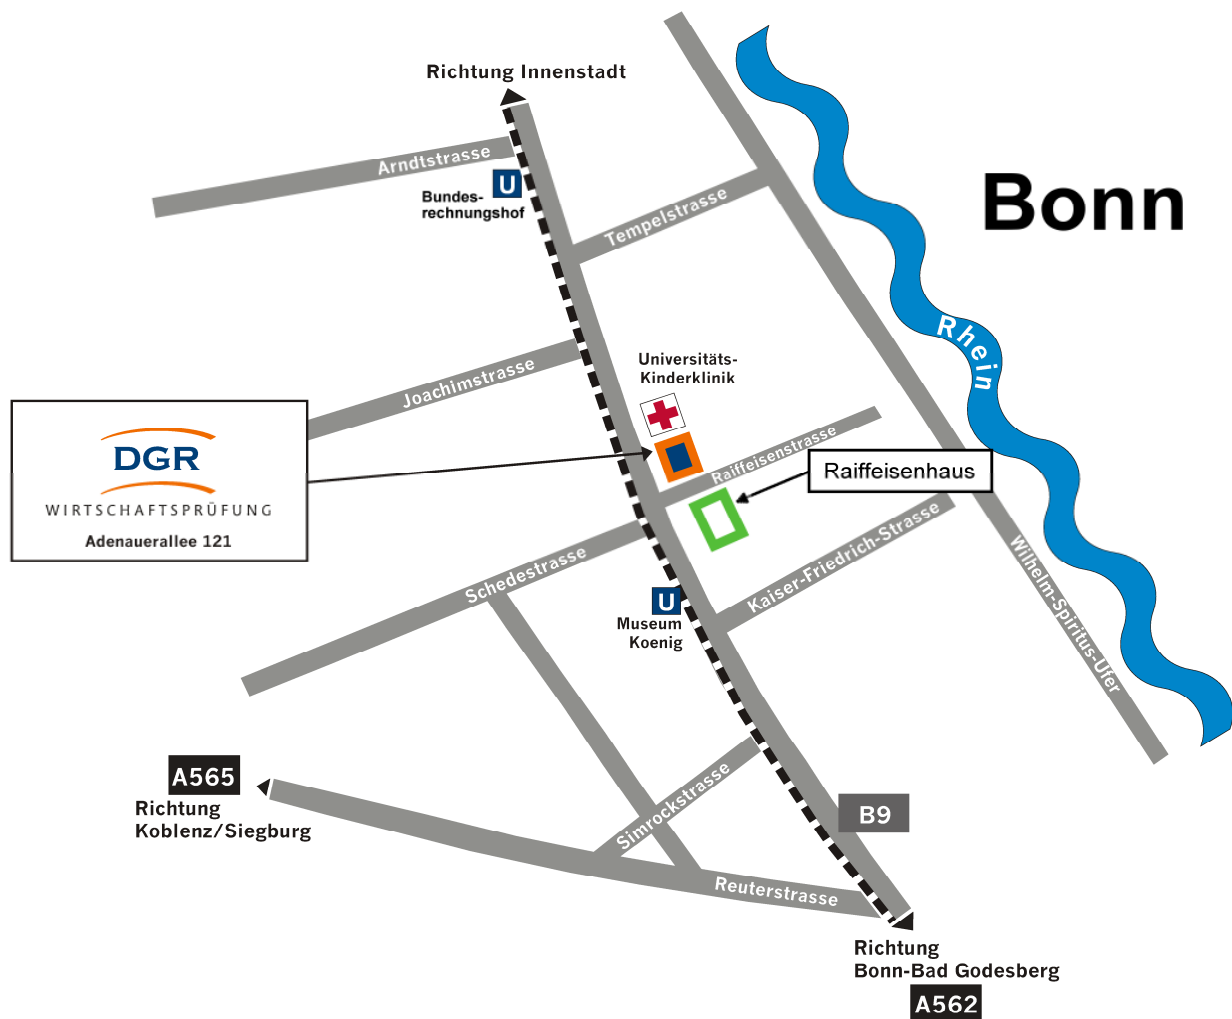 Richtung Innenstadt
Arndtstrasse
U
Bundes-
rechnungshof
Tempelstrasse
Bonn
Rhein
Universitäts-
Kinderklinik
Joachimstrasse
DGR
WIRTSCHAFTSPRÜFUNG
Adenauerallee 121
Raiffeisenstrasse
Raiffeisenhaus
Schedestrasse
Kaiser-Friedrich-Strasse
Wilhelm-Spiritus-Ufer
U
Museum
Koenig
A565
Richtung
Koblenz/Siegburg
Simrockstrasse
B9
Reuterstrasse
Richtung
Bonn-Bad Godesberg
A562